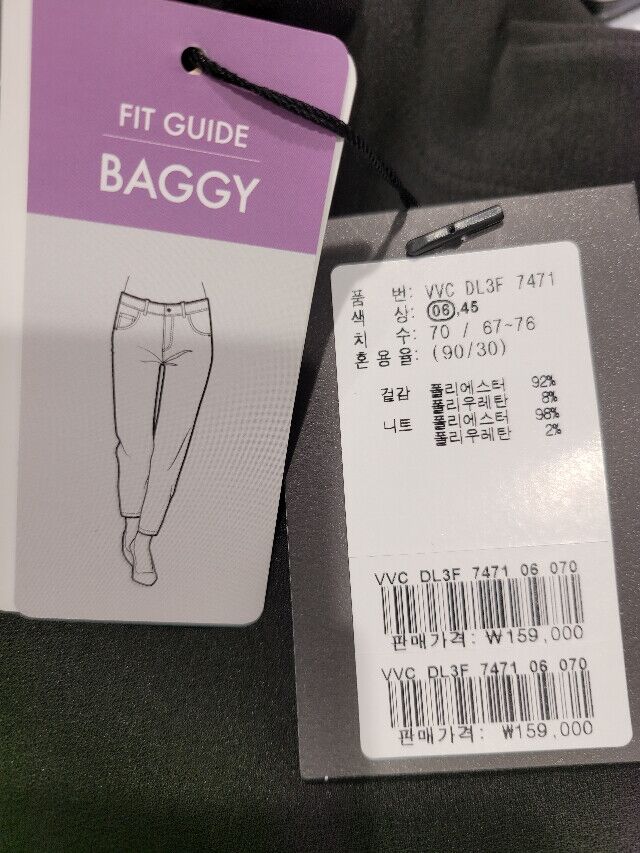 FIT GUIDE
BAGGY
품 번: VVC DL3F 7471
색 상: 06,45
치 수: 70 / 67~76
혼용율: (90/30)
겉감 폴리에스터 92%
폴리우레탄 8%
니트 폴리에스터 98%
폴리우레탄 2%
VVC DL3F 7471 06 070
판매가격: ₩159,000
VVC DL3F 7471 06 070
판매가격: ₩159,000